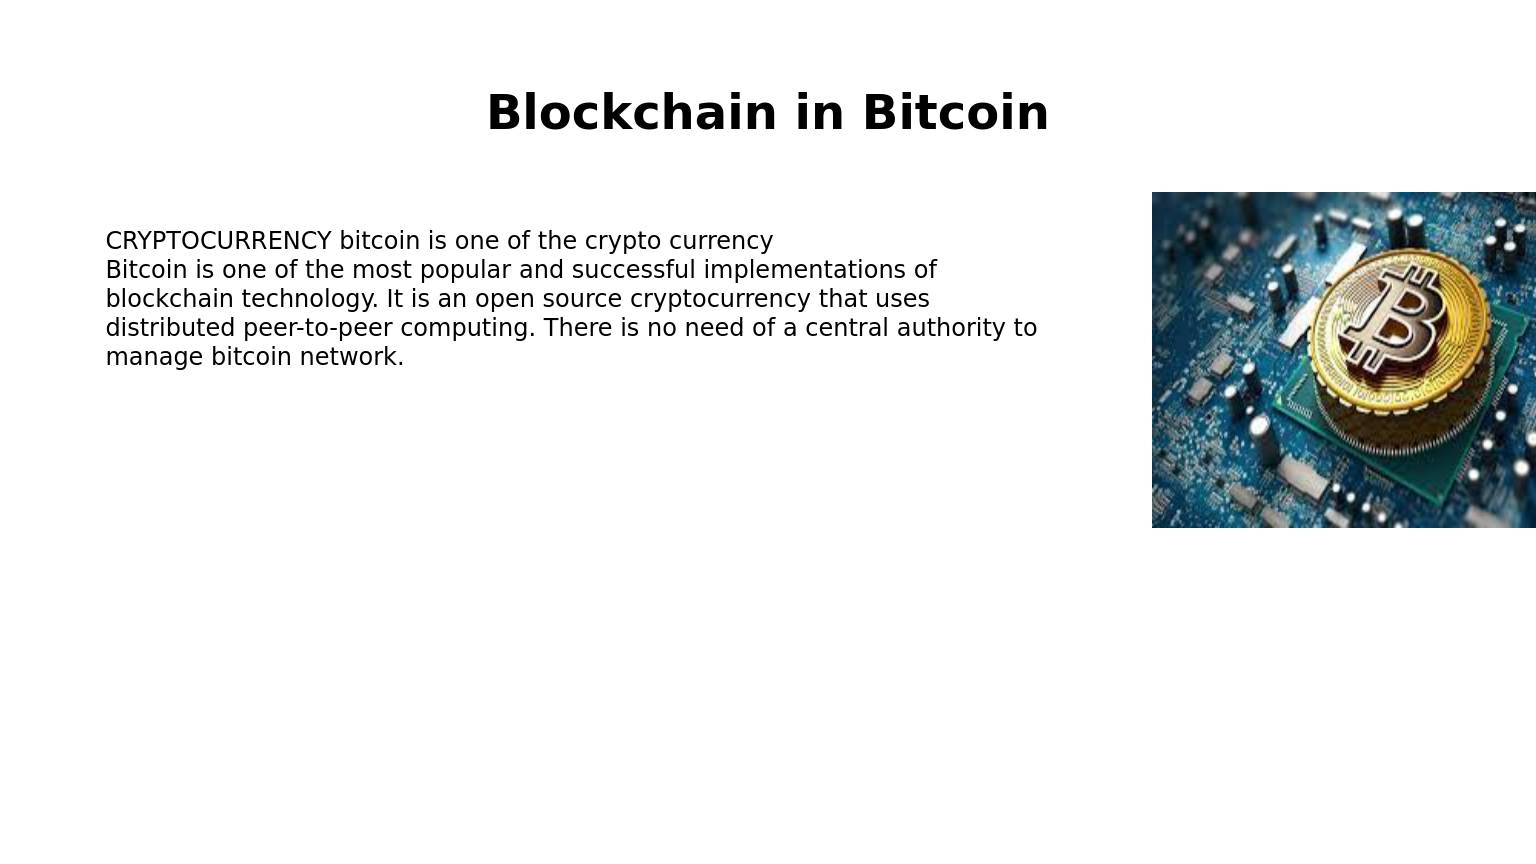 Blockchain in Bitcoin
CRYPTOCURRENCY bitcoin is one of the crypto currency
Bitcoin is one of the most popular and successful implementations of
blockchain technology. It is an open source cryptocurrency that uses
distributed peer-to-peer computing. There is no need of a central authority to
manage bitcoin network.